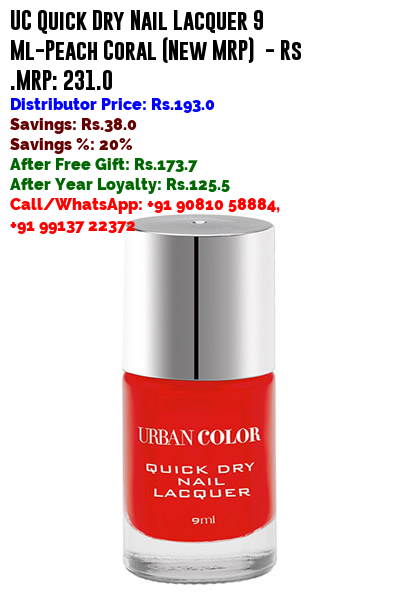 UC Quick Dry Nail Lacquer 9
Ml-Peach Coral (New MRP) - Rs
.MRP: 231.0
Distributor Price: Rs.193.0
Savings: Rs.38.0
Savings %: 20%
After Free Gift: Rs.173.7
After Year Loyalty: Rs.125.5
Call/WhatsApp: +91 90810 58884,
+91 99137 22372
URBAN COLOR
QUICK DRY
NAIL
LACQUER
9ml